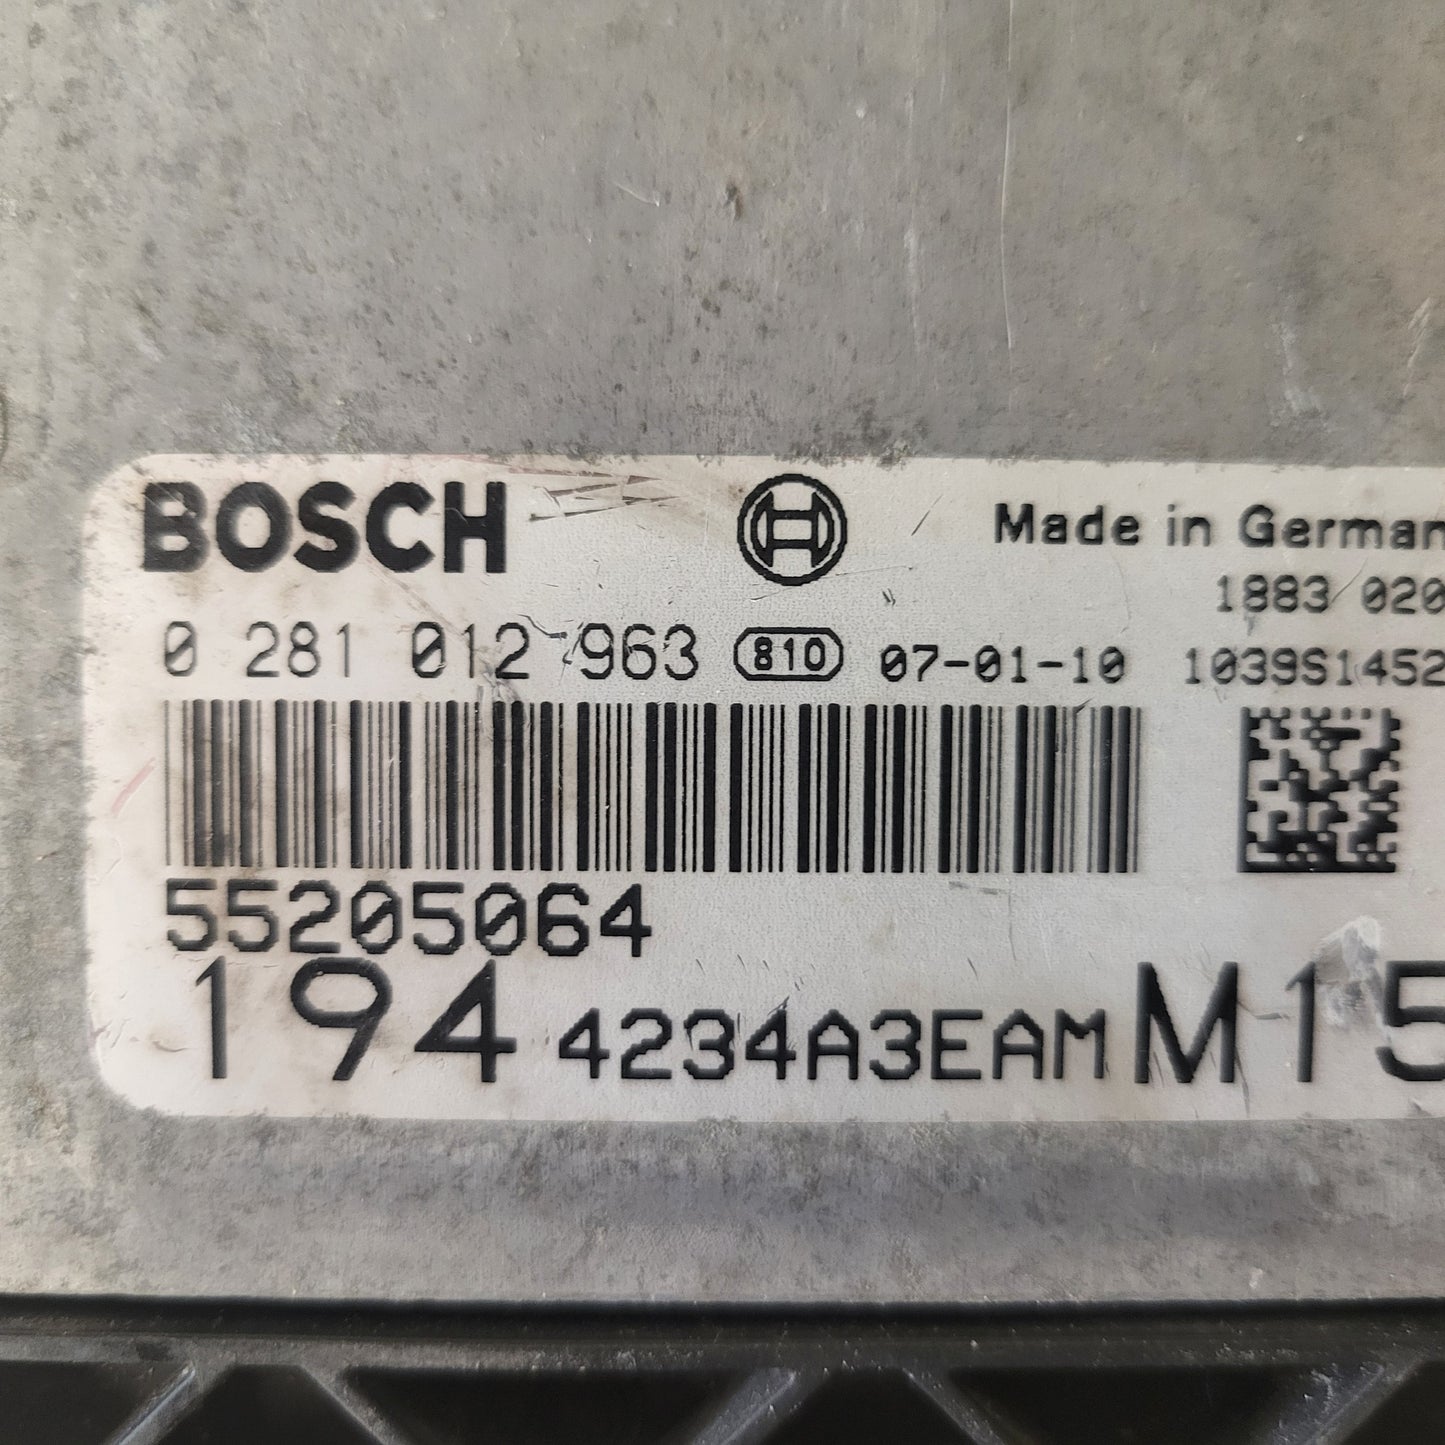 BOSCH Made in German
1883 020
0 281 012 963 810 07-01-10 1039S1452
55205064
194 4234A3EAM M15